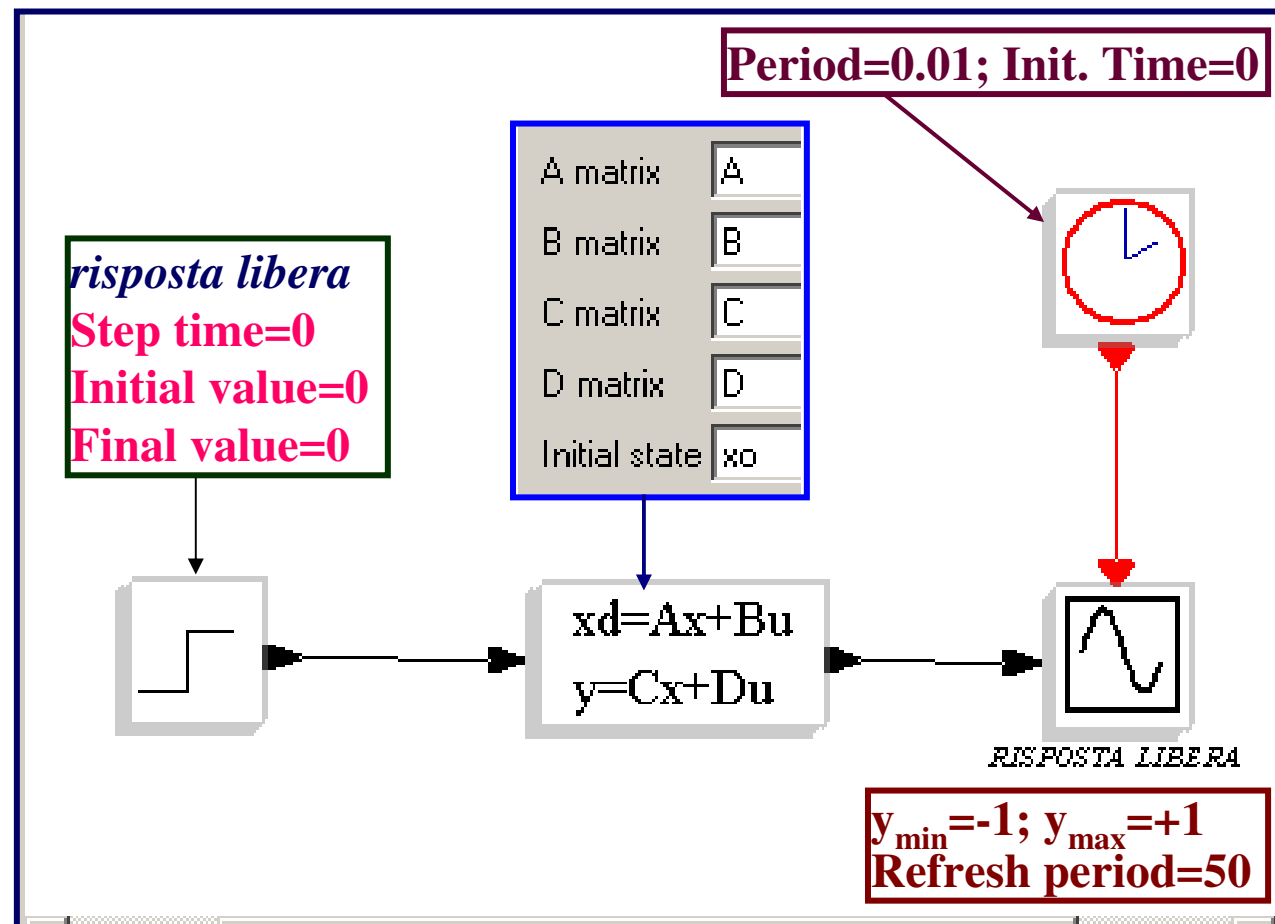 Period=0.01; Init. Time=0
A matrix A
B matrix B
C matrix C
D matrix D
Initial state xo
risposta libera
Step time=0
Initial value=0
Final value=0
xd=Ax+Bu
y=Cx+Du
RISPOSTA LIBERA
ymin=-1; ymax=+1
Refresh period=50